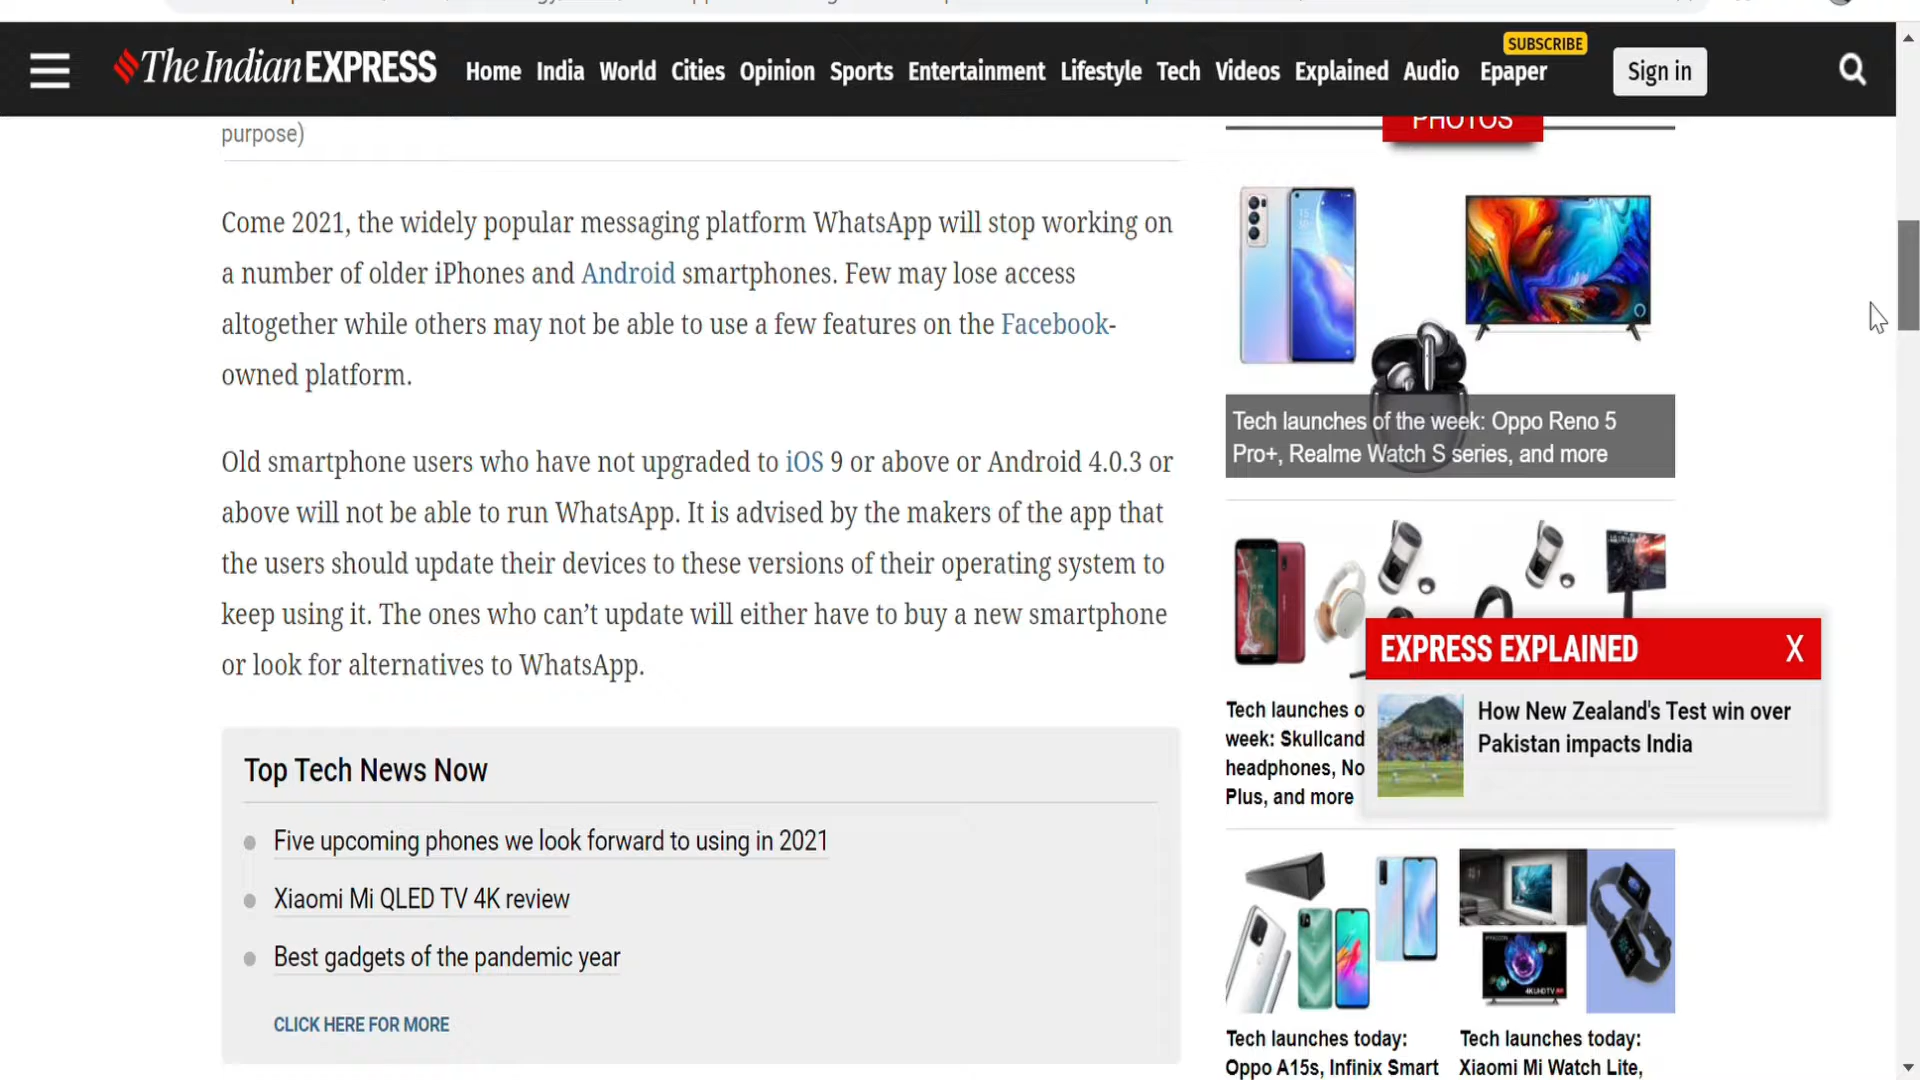 The Indian EXPRESS Home India World Cities Opinion Sports Entertainment Lifestyle Tech Videos Explained Audio Epaper
SUBSCRIBE
Sign in
purpose)
Come 2021, the widely popular messaging platform WhatsApp will stop working on
a number of older iPhones and Android smartphones. Few may lose access
altogether while others may not be able to use a few features on the Facebook-
owned platform.
Old smartphone users who have not upgraded to iOS 9 or above or Android 4.0.3 or
above will not be able to run WhatsApp. It is advised by the makers of the app that
the users should update their devices to these versions of their operating system to
keep using it. The ones who can’t update will either have to buy a new smartphone
or look for alternatives to WhatsApp.
Top Tech News Now
Five upcoming phones we look forward to using in 2021
Xiaomi Mi QLED TV 4K review
Best gadgets of the pandemic year
CLICK HERE FOR MORE
PHOTOS
Tech launches of the week: Oppo Reno 5
Pro+, Realme Watch S series, and more
Tech launches o
week: Skullcand
headphones, No
Plus, and more
EXPRESS EXPLAINED X
How New Zealand's Test win over
Pakistan impacts India
Tech launches today:
Oppo A15s, Infinix Smart
Tech launches today:
Xiaomi Mi Watch Lite,